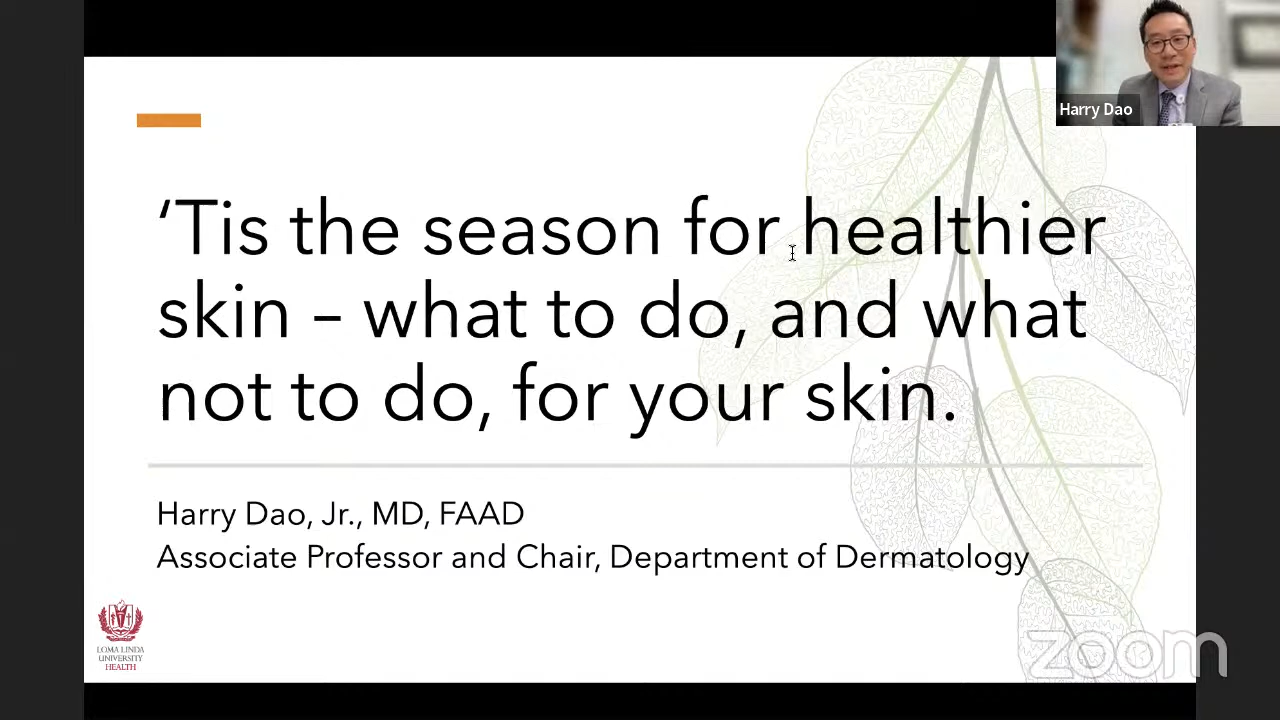 Harry Dao
‘Tis the season for healthier
skin – what to do, and what
not to do, for your skin.
Harry Dao, Jr., MD, FAAD
Associate Professor and Chair, Department of Dermatology
LOMA LINDA
UNIVERSITY
HEALTH
zoom